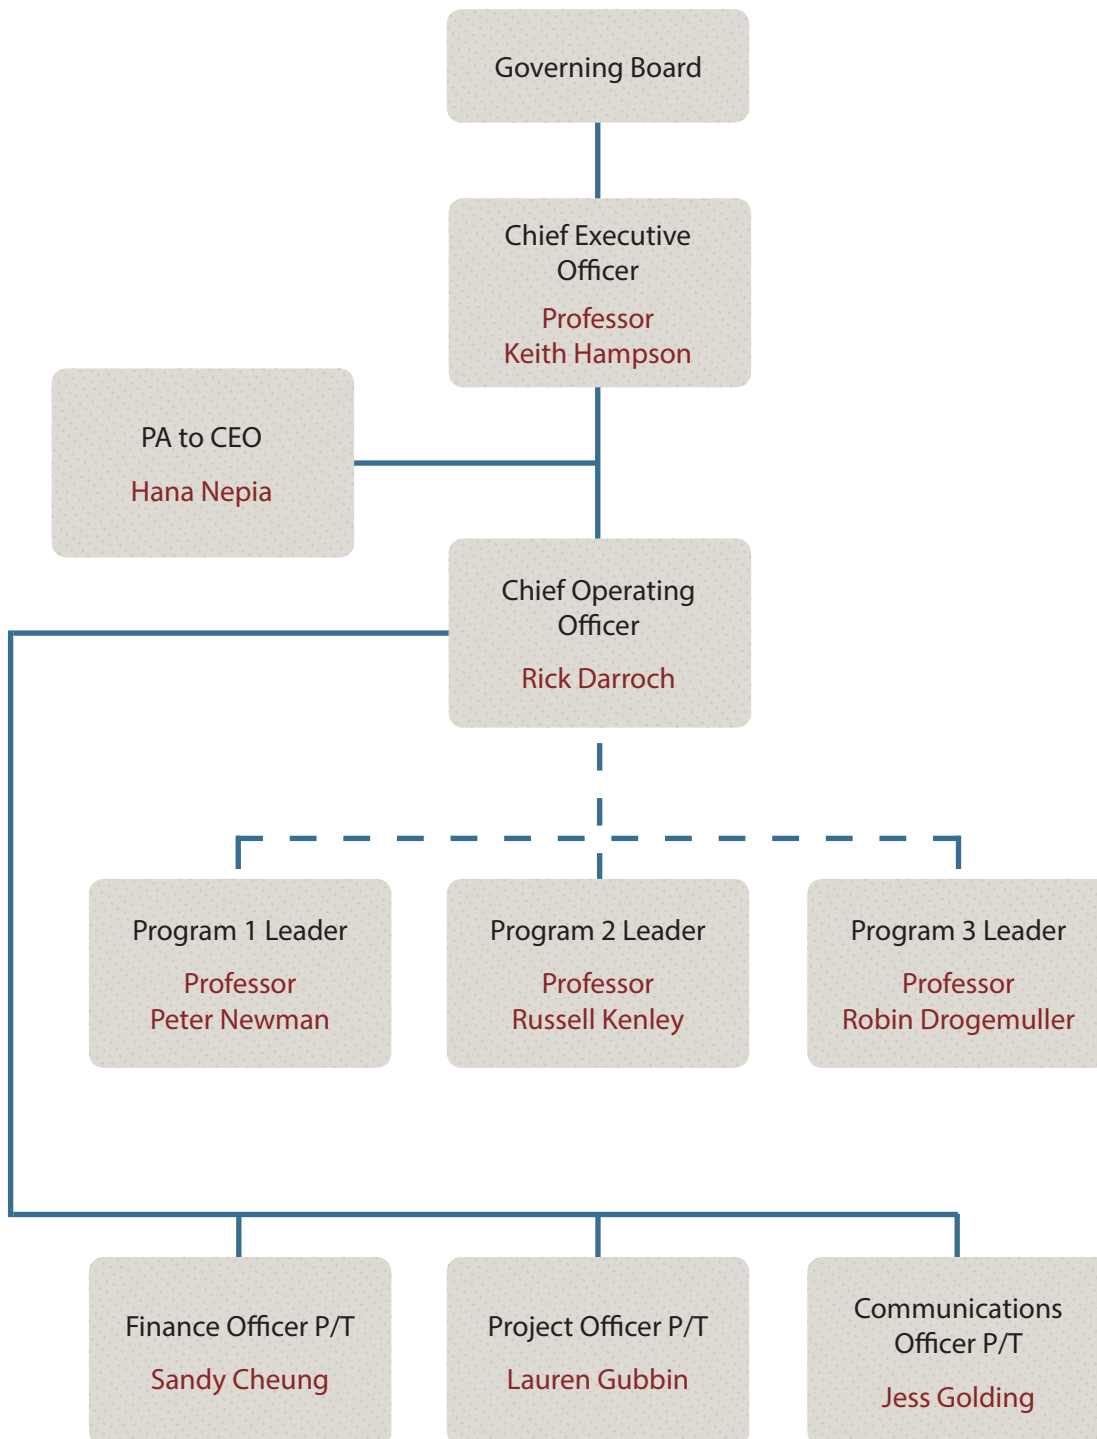 Governing Board
Chief Executive
Officer
Professor
Keith Hampson
PA to CEO
Hana Nepia
Chief Operating
Officer
Rick Darroch
Program 1 Leader
Professor
Peter Newman
Program 2 Leader
Professor
Russell Kenley
Program 3 Leader
Professor
Robin Drogemuller
Finance Officer P/T
Sandy Cheung
Project Officer P/T
Lauren Gubbin
Communications
Officer P/T
Jess Golding